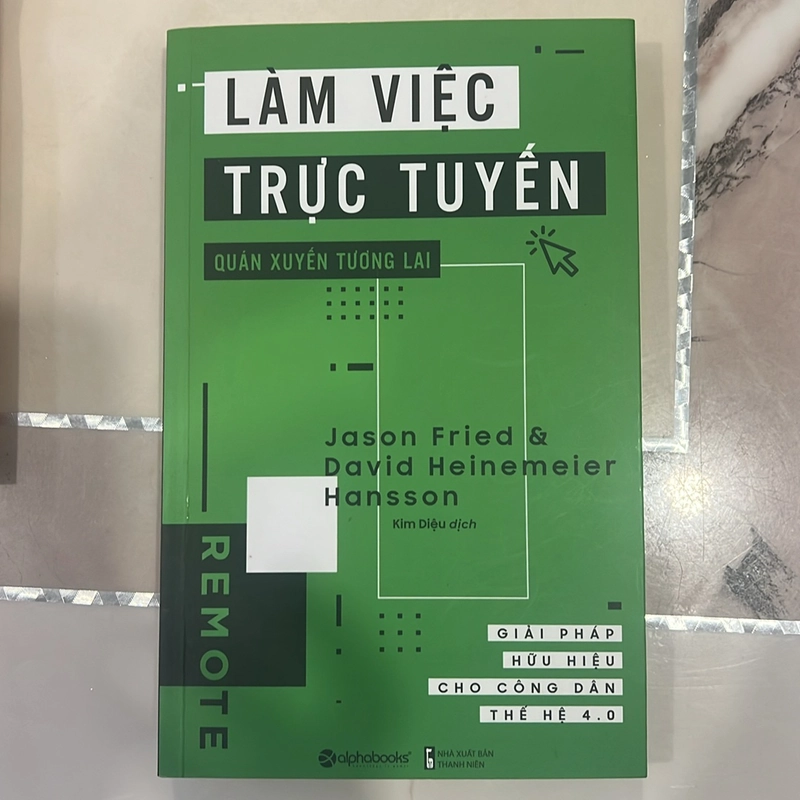 LÀM VIỆC
TRỰC TUYẾN
QUÁN XUYẾN TƯƠNG LAI
Jason Fried &
David Heinemeier
Hansson
Kim Diệu dịch
REMOTE
GIẢI PHÁP
HỮU HIỆU
CHO CÔNG DÂN
THẾ HỆ 4.0
alphabooks
NHÀ XUẤT BẢN
THANH NIÊN